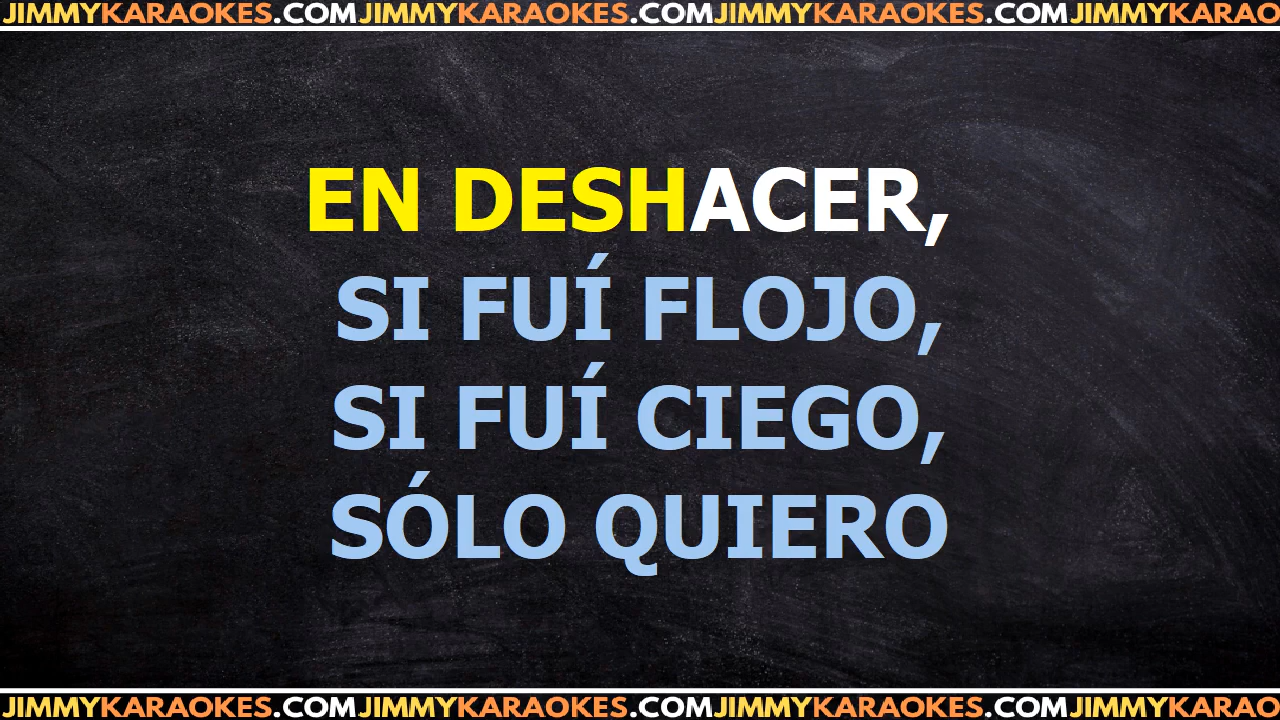 JIMMYKARAOKES.COMJIMMYKARAOKES.COMJIMMYKARAOKES.COMJIMMYKARAO
EN DESHACER,
SI FUÍ FLOJO,
SI FUÍ CIEGO,
SÓLO QUIERO
JIMMYKARAOKES.COMJIMMYKARAOKES.COMJIMMYKARAOKES.COMJIMMYKARAO